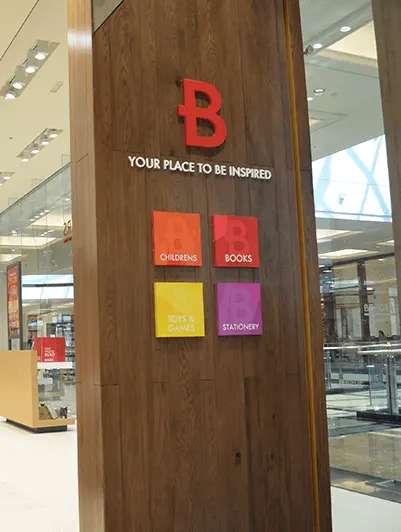 B
YOUR PLACE TO BE INSPIRED
CHILDRENS
BOOKS
TOYS &
GAMES
STATIONERY